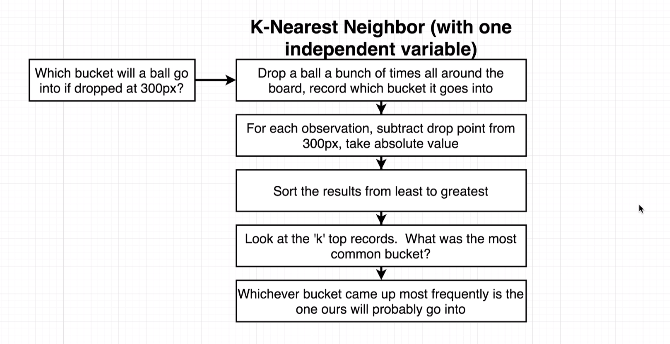 K-Nearest Neighbor (with one
independent variable)
Which bucket will a ball go
into if dropped at 300px?
Drop a ball a bunch of times all around the
board, record which bucket it goes into
For each observation, subtract drop point from
300px, take absolute value
Sort the results from least to greatest
Look at the 'k' top records.  What was the most
common bucket?
Whichever bucket came up most frequently is the
one ours will probably go into